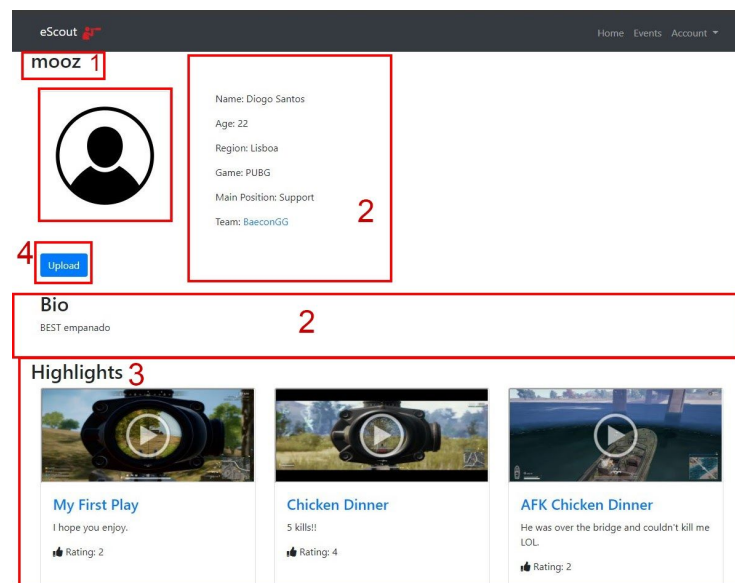 eScout
Home Events Account
mooz 1
Name: Diogo Santos
Age: 22
Region: Lisboa
Game: PUBG
Main Position: Support
Team: BaeconGG
2
4
Upload
Bio
BEST empanado
2
Highlights 3
My First Play
I hope you enjoy.
Rating: 2
Chicken Dinner
5 kills!!
Rating: 4
AFK Chicken Dinner
He was over the bridge and couldn't kill me
LOL.
Rating: 2